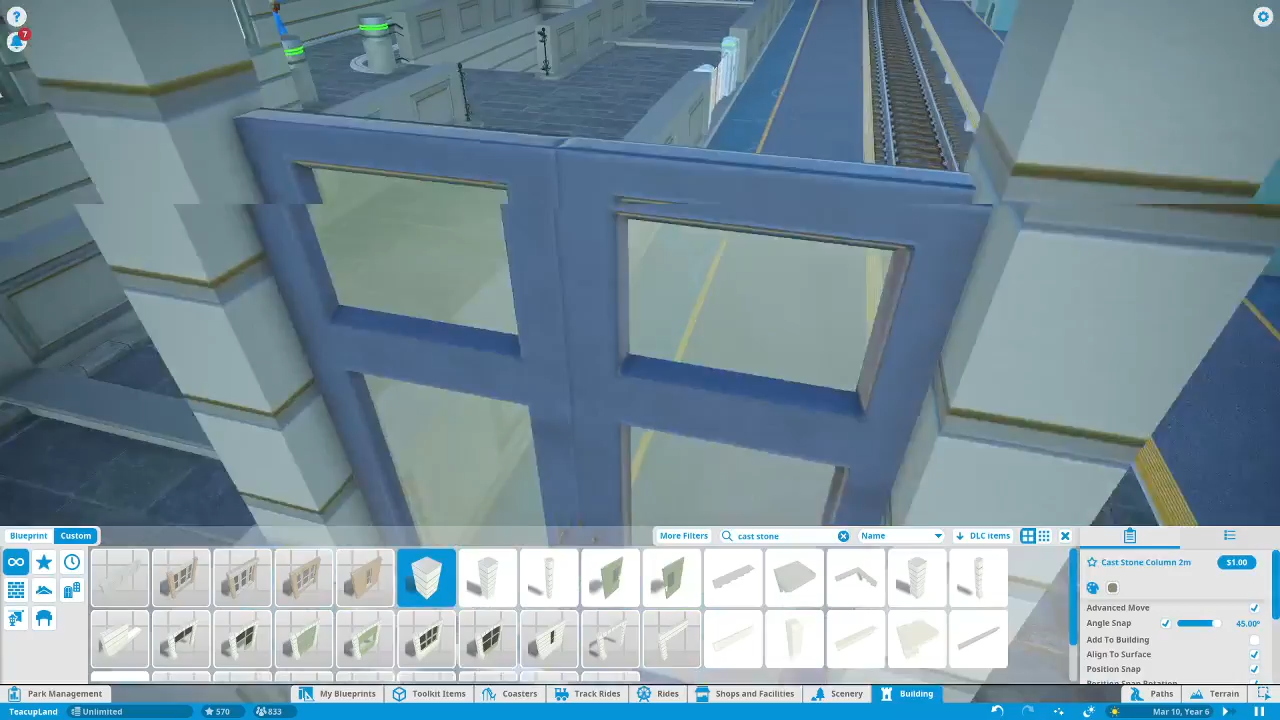 ?
7
Blueprint Custom
More Filters cast stone Name DLC items
Cast Stone Column 2m $1.00
Advanced Move
Angle Snap 45.00°
Add To Building
Align To Surface
Position Snap
Park Management My Blueprints Toolkit Items Coasters Track Rides Rides Shops and Facilities Scenery Building Paths Terrain
TeacupLand Unlimited 570 833 Mar 10, Year 6